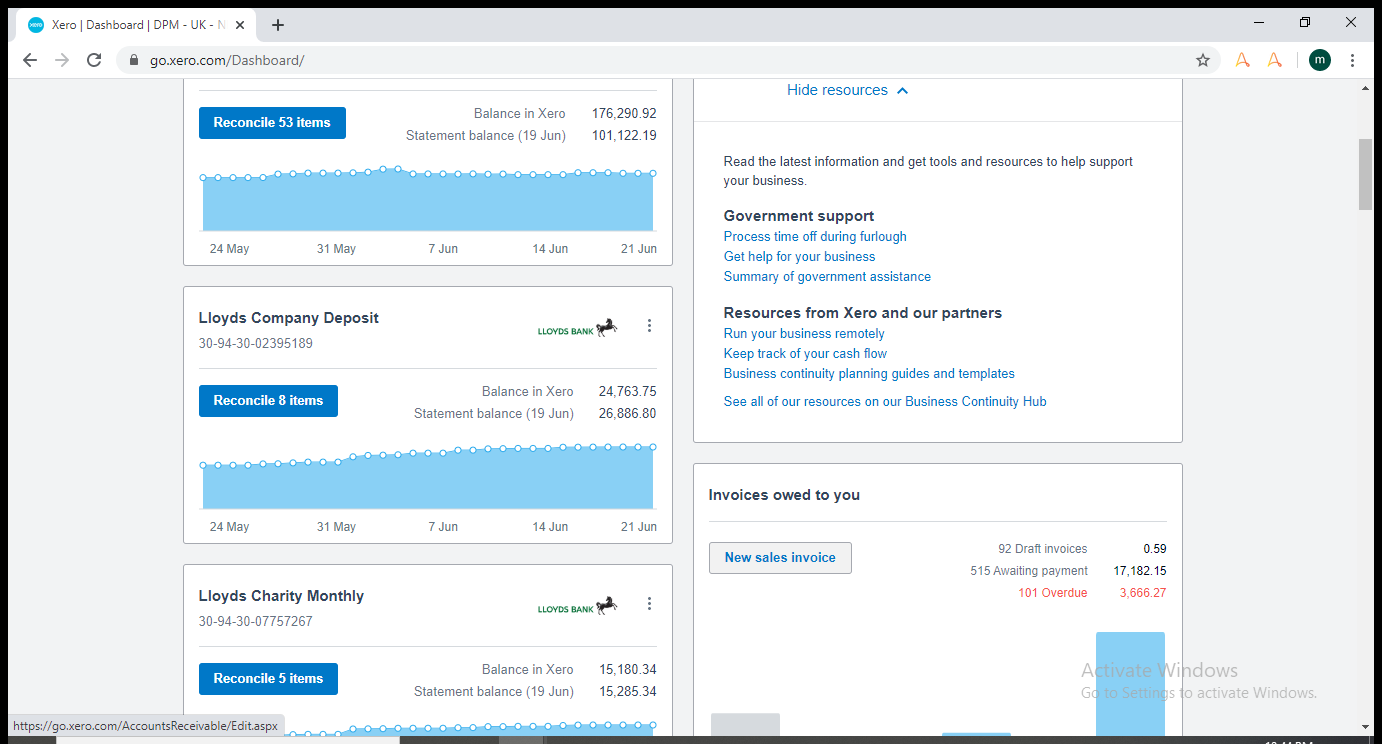 Xero | Dashboard | DPM - UK - N
go.xero.com/Dashboard/
m
Reconcile 53 items
Balance in Xero 176,290.92
Statement balance (19 Jun) 101,122.19
24 May 31 May 7 Jun 14 Jun 21 Jun
Lloyds Company Deposit
30-94-30-02395189
LLOYDS BANK
Reconcile 8 items
Balance in Xero 24,763.75
Statement balance (19 Jun) 26,886.80
24 May 31 May 7 Jun 14 Jun 21 Jun
Lloyds Charity Monthly
30-94-30-07757267
LLOYDS BANK
Reconcile 5 items
Balance in Xero 15,180.34
Statement balance (19 Jun) 15,285.34
Hide resources
Read the latest information and get tools and resources to help support
your business.
Government support
Process time off during furlough
Get help for your business
Summary of government assistance
Resources from Xero and our partners
Run your business remotely
Keep track of your cash flow
Business continuity planning guides and templates
See all of our resources on our Business Continuity Hub
Invoices owed to you
New sales invoice
92 Draft invoices 0.59
515 Awaiting payment 17,182.15
101 Overdue 3,666.27
Activate Windows
Go to Settings to activate Windows.
https://go.xero.com/AccountsReceivable/Edit.aspx